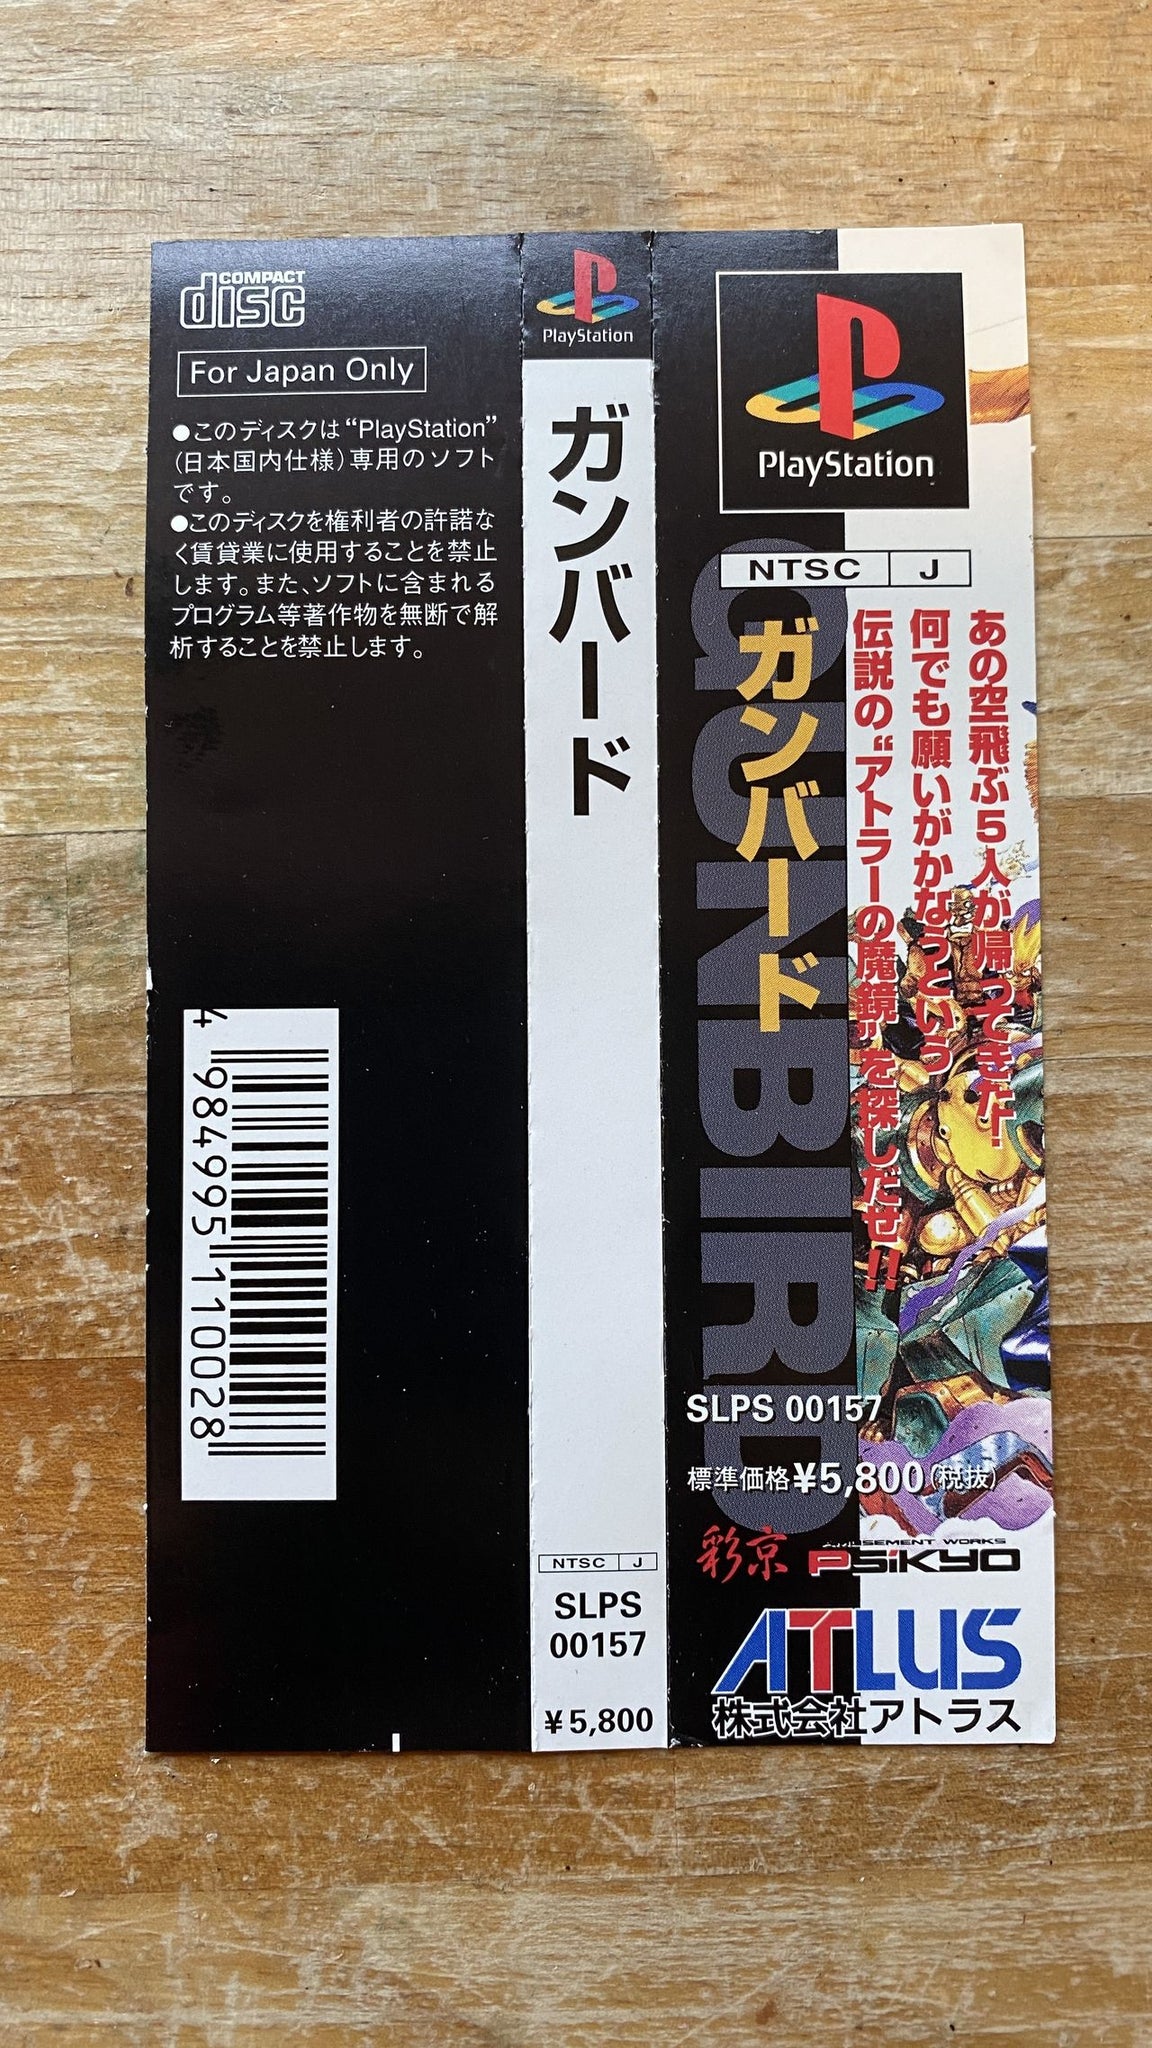 COMPACT
disc
For Japan Only
●このディスクは“PlayStation”
(日本国内仕様)専用のソフト
です。
●このディスクを権利者の許諾な
く賃貸業に使用することを禁止
します。また、ソフトに含まれる
プログラム等著作物を無断で解
析することを禁止します。
4 984995 110028
PlayStation
ガンバード
NTSC J
SLPS
00157
¥5,800
PlayStation
NTSC J
あの空飛ぶ5人が帰ってきた!
何でも願いがかなうという
伝説の“アトラーの魔鏡”を探しだせ!!
ガンバード
GUNBIRD
SLPS 00157
標準価格¥5,800(税抜)
彩京
AMUSEMENT WORKS
PSIKYO
ATLUS
株式会社アトラス